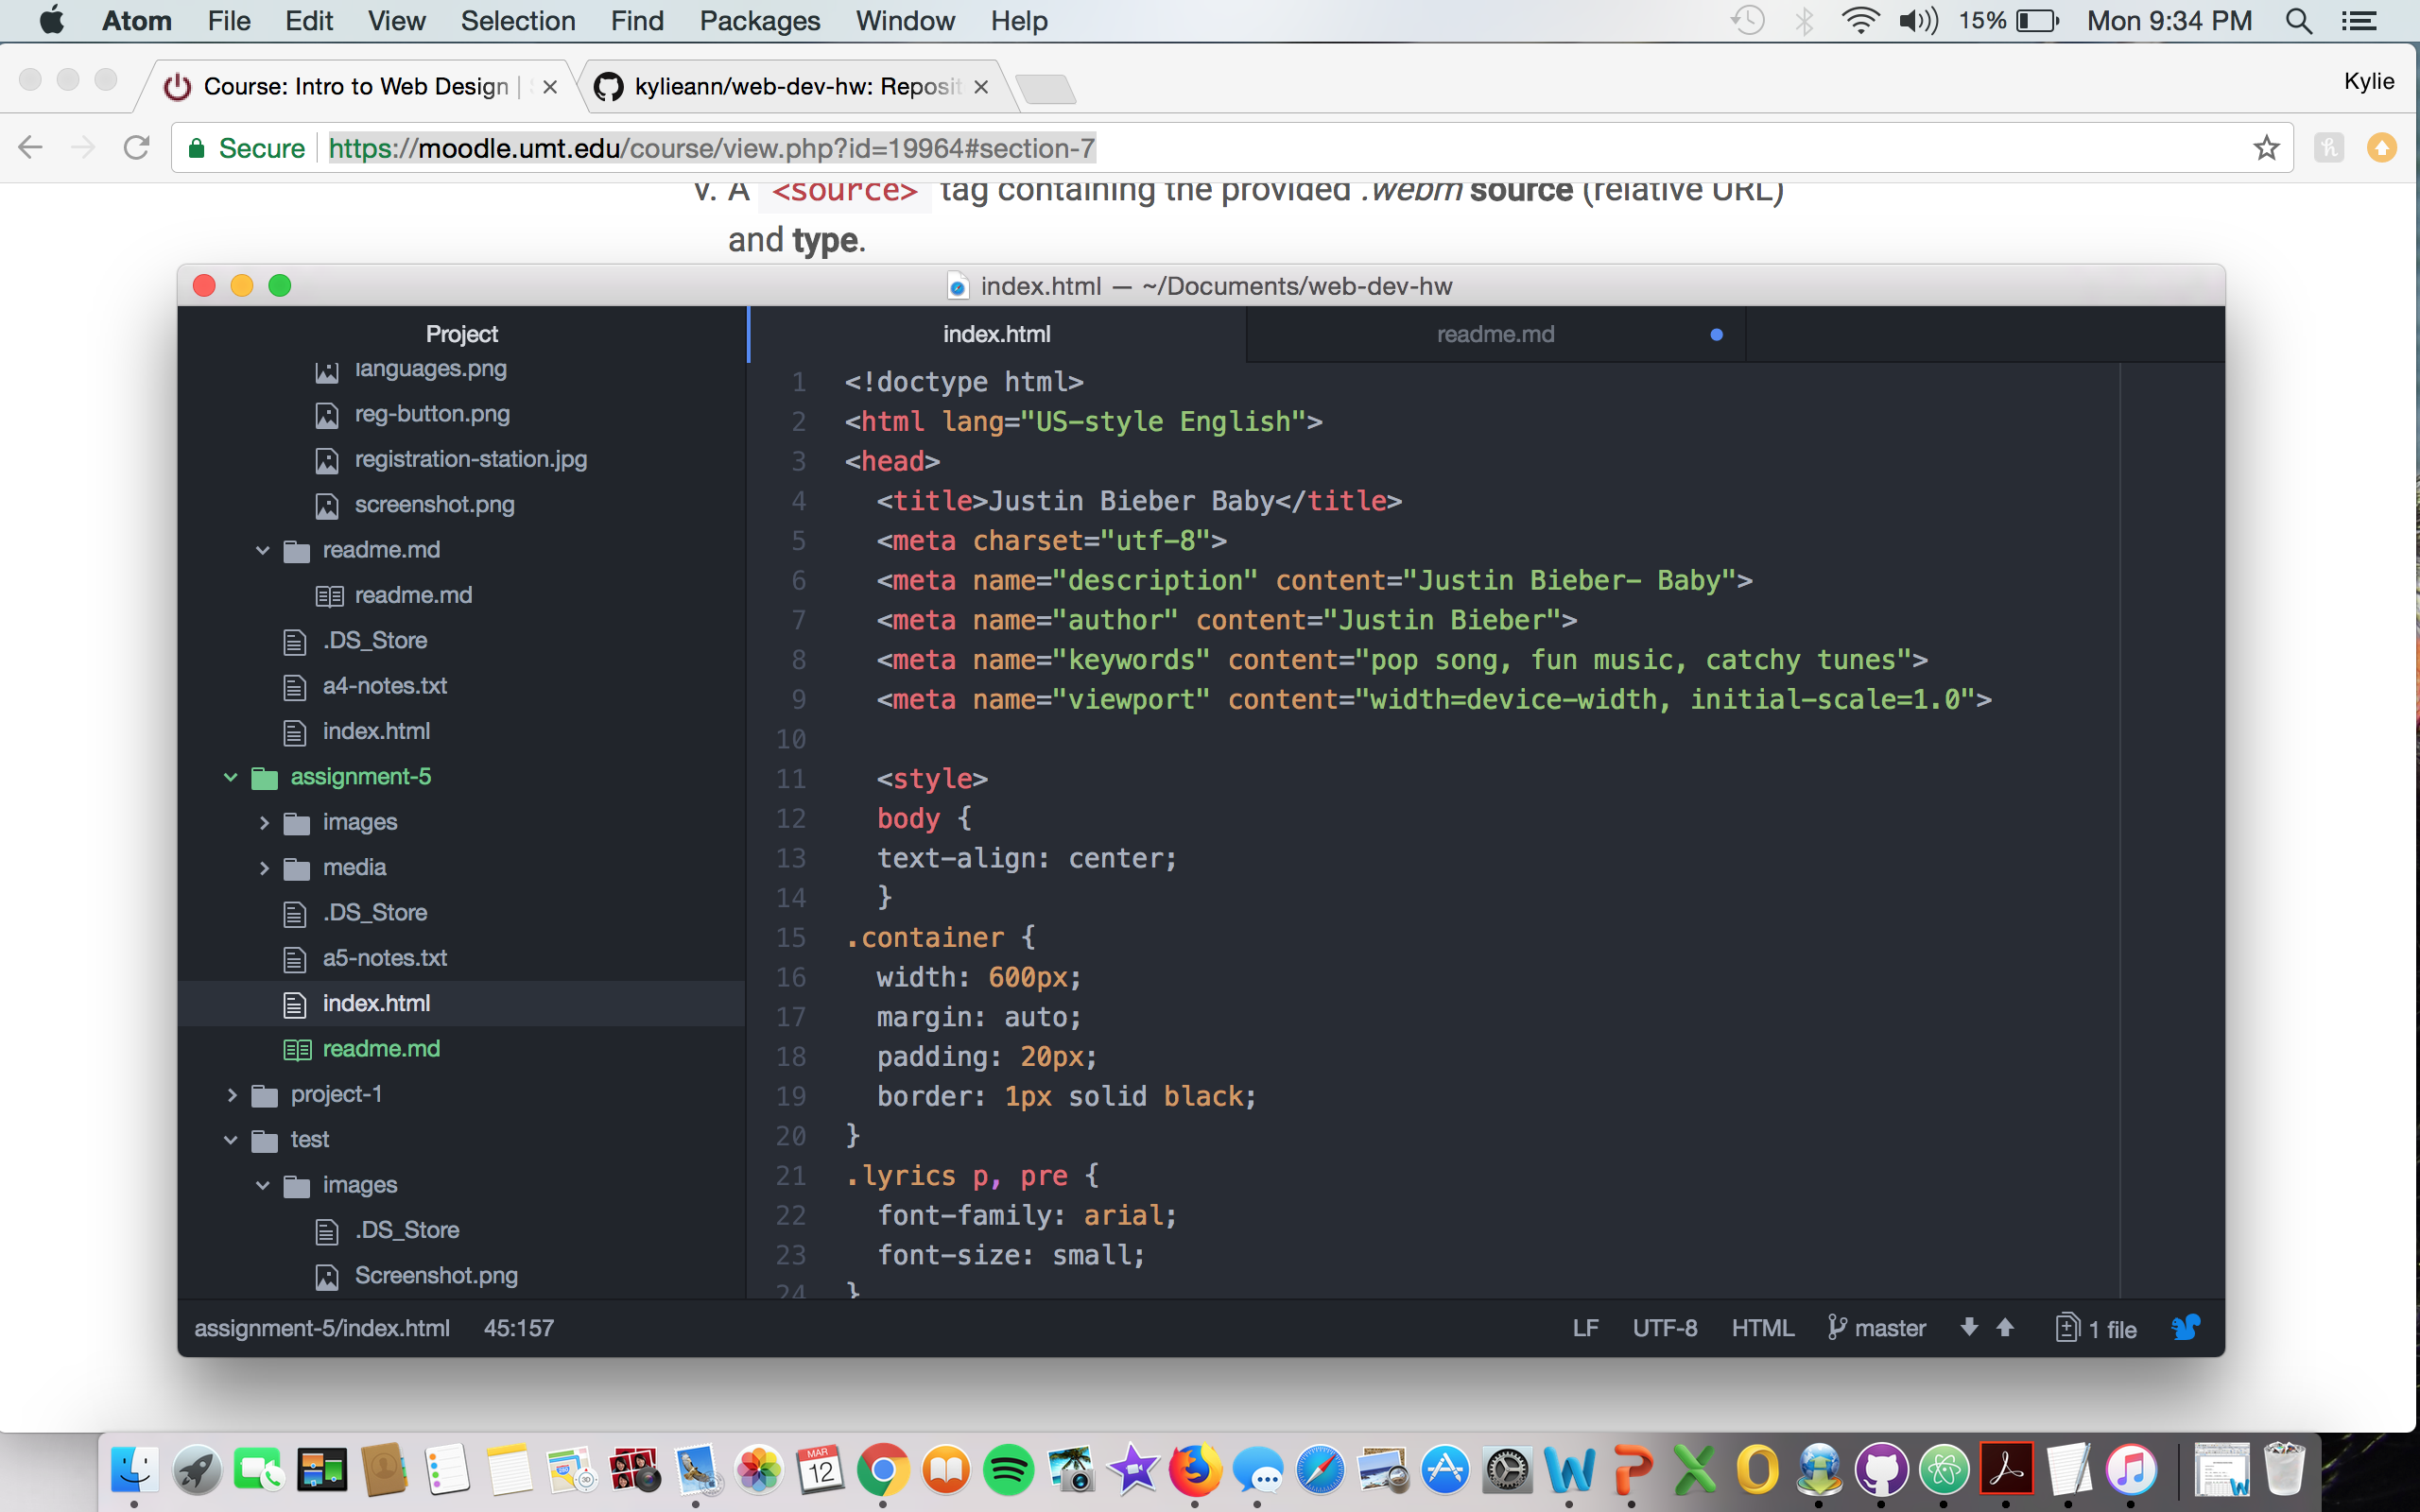 Atom File Edit View Selection Find Packages Window Help 15% Mon 9:34 PM
Course: Intro to Web Design | kylieann/web-dev-hw: Reposit Kylie
Secure https://moodle.umt.edu/course/view.php?id=19964#section-7
v. A <source> tag containing the provided .webm source (relative URL)
and type.
index.html — ~/Documents/web-dev-hw
Project
languages.png
reg-button.png
registration-station.jpg
screenshot.png
readme.md
readme.md
.DS_Store
a4-notes.txt
index.html
assignment-5
images
media
.DS_Store
a5-notes.txt
index.html
readme.md
project-1
test
images
.DS_Store
Screenshot.png
index.html readme.md
1 <!doctype html>
2 <html lang="US-style English">
3 <head>
4 <title>Justin Bieber Baby</title>
5 <meta charset="utf-8">
6 <meta name="description" content="Justin Bieber- Baby">
7 <meta name="author" content="Justin Bieber">
8 <meta name="keywords" content="pop song, fun music, catchy tunes">
9 <meta name="viewport" content="width=device-width, initial-scale=1.0">
10
11 <style>
12 body {
13 text-align: center;
14 }
15 .container {
16 width: 600px;
17 margin: auto;
18 padding: 20px;
19 border: 1px solid black;
20 }
21 .lyrics p, pre {
22 font-family: arial;
23 font-size: small;
24 }
assignment-5/index.html 45:157 LF UTF-8 HTML master 1 file
MAR
12